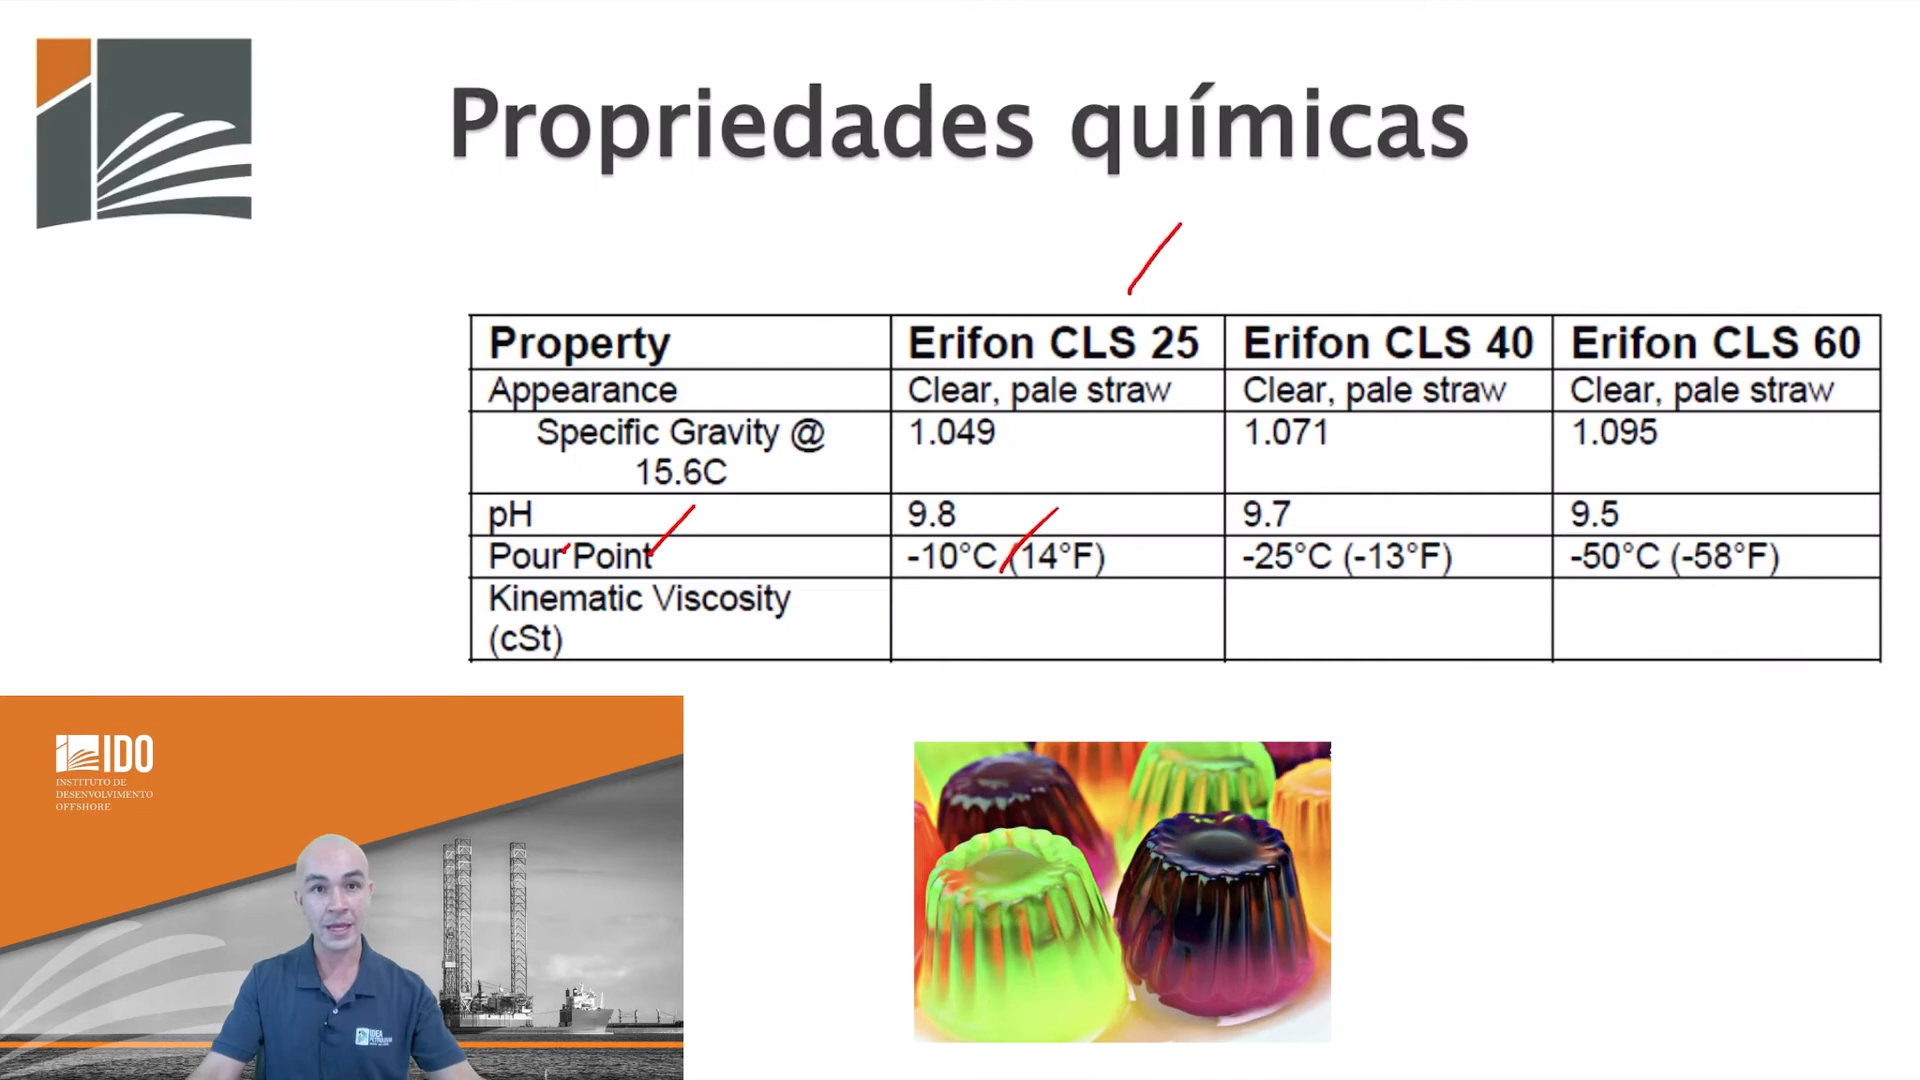 Propriedades químicas
Property Erifon CLS 25 Erifon CLS 40 Erifon CLS 60
Appearance Clear, pale straw Clear, pale straw Clear, pale straw
Specific Gravity @ 1.049 1.071 1.095
15.6C
pH 9.8 9.7 9.5
Pour Point -10°C (14°F) -25°C (-13°F) -50°C (-58°F)
Kinematic Viscosity
(cSt)
IDO
INSTITUTO DE
DESENVOLVIMENTO
OFFSHORE
IDEA
PETROLEUM